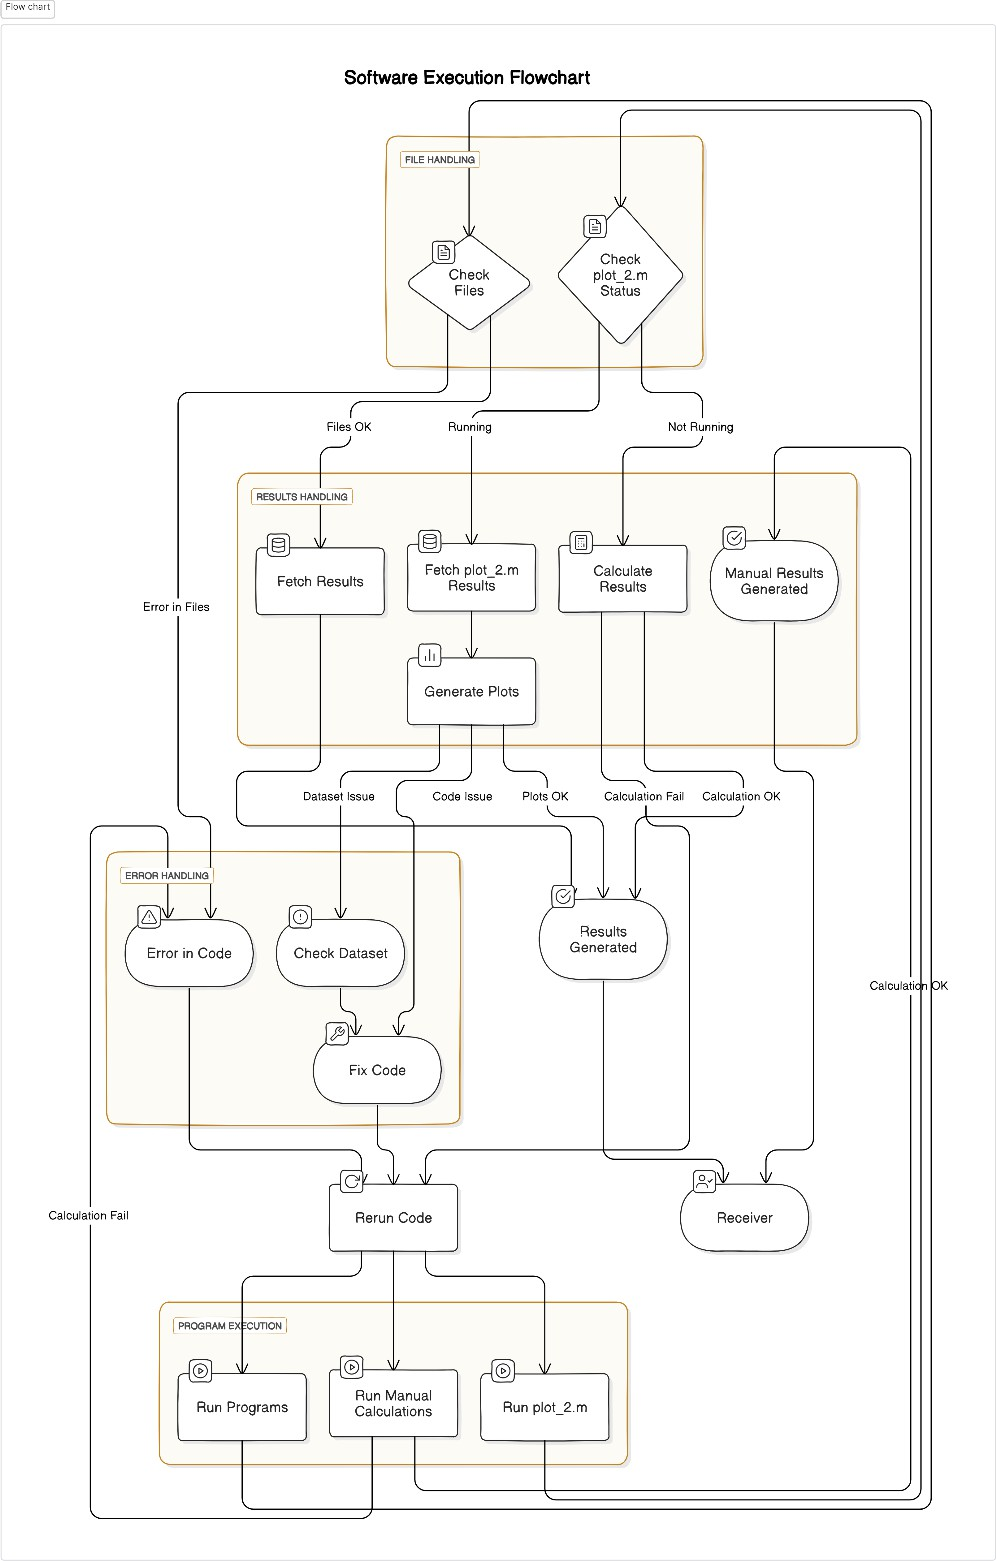 Flow chart
Software Execution Flowchart
FILE HANDLING
Check
Files
Check
plot_2.m
Status
Files OK
Running
Not Running
RESULTS HANDLING
Fetch Results
Fetch plot_2.m
Results
Calculate
Results
Manual Results
Generated
Error in Files
Generate Plots
Dataset Issue
Code Issue
Plots OK
Calculation Fail
Calculation OK
ERROR HANDLING
Error in Code
Check Dataset
Results
Generated
Calculation OK
Fix Code
Calculation Fail
Rerun Code
Receiver
PROGRAM EXECUTION
Run Programs
Run Manual
Calculations
Run plot_2.m